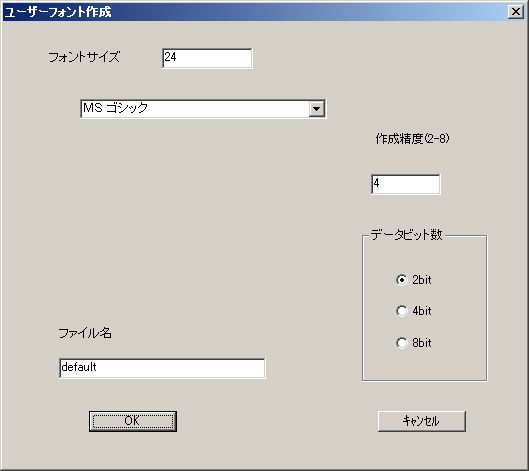 ユーザーフォント作成
フォントサイズ
24
MS ゴシック
作成精度(2-8)
4
データビット数
2bit
4bit
8bit
ファイル名
default
OK
キャンセル